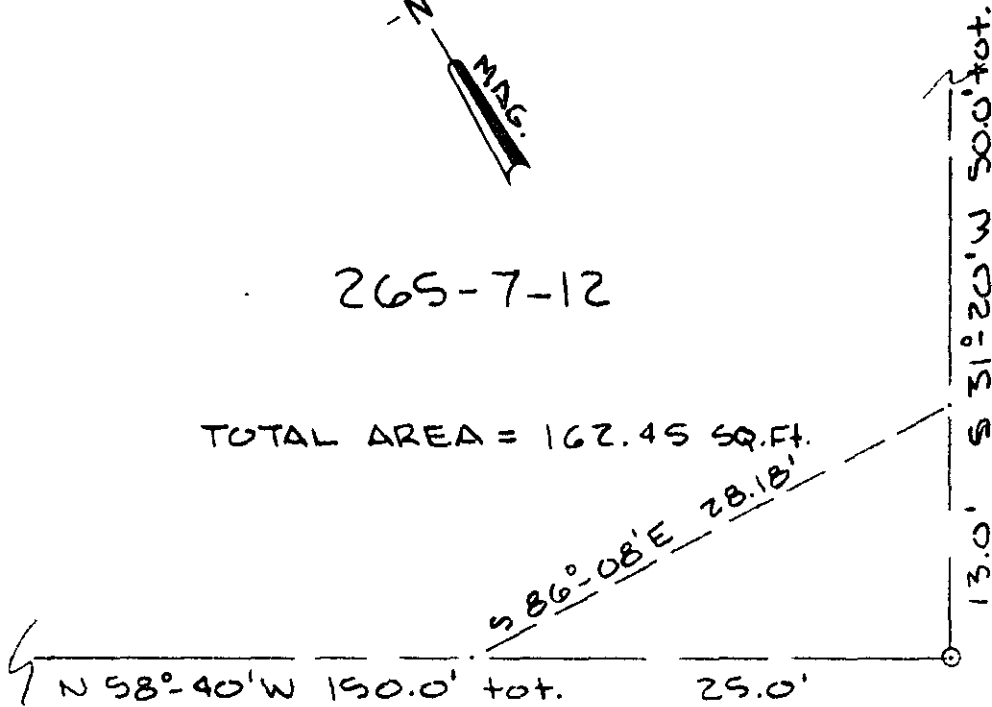 N
MAG.
265-7-12
TOTAL AREA = 162.45 SQ.Ft.
S 86°-08'E 28.18'
S 31°-20'W 50.0' tot.
13.0'
N 58°-40'W 150.0' tot. 25.0'